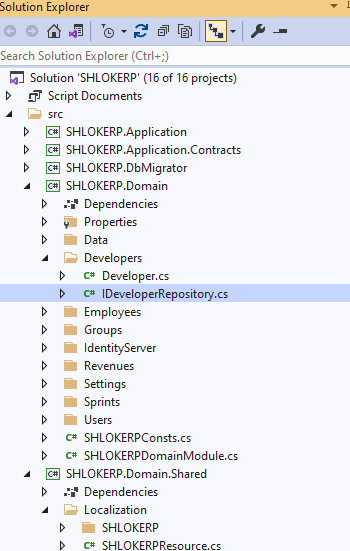 Solution Explorer
Search Solution Explorer (Ctrl+;)
Solution 'SHLOKERP' (16 of 16 projects)
Script Documents
src
C# SHLOKERP.Application
C# SHLOKERP.Application.Contracts
C# SHLOKERP.DbMigrator
C# SHLOKERP.Domain
Dependencies
Properties
Data
Developers
C# Developer.cs
C# IDeveloperRepository.cs
Employees
Groups
IdentityServer
Revenues
Settings
Sprints
Users
C# SHLOKERPConsts.cs
C# SHLOKERPDomainModule.cs
C# SHLOKERP.Domain.Shared
Dependencies
Localization
SHLOKERP
C# SHLOKERPResource.cs